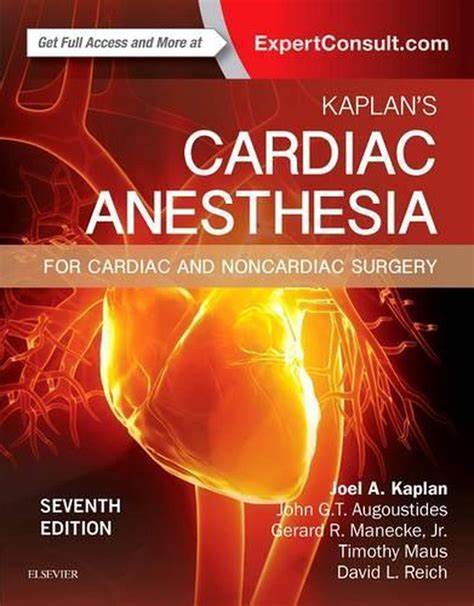 Get Full Access and More at
ExpertConsult.com
KAPLAN'S
CARDIAC
ANESTHESIA
FOR CARDIAC AND NONCARDIAC SURGERY
SEVENTH
EDITION
ELSEVIER
Joel A. Kaplan
John G.T. Augoustides
Gerard R. Manecke, Jr.
Timothy Maus
David L. Reich